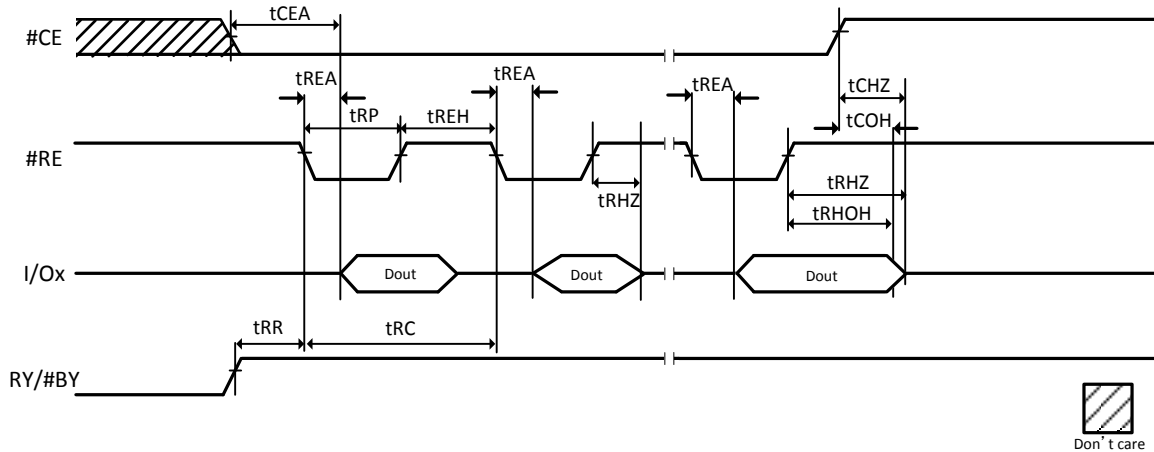 tCEA
#CE
tREA
tREA
tREA
tCHZ
tRP
tREH
tCOH
#RE
tRHZ
tRHZ
tRHOH
I/Ox
Dout
Dout
Dout
tRR
tRC
RY/#BY
Don't care